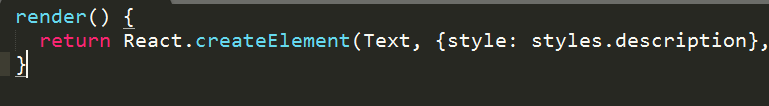 render() {
  return React.createElement(Text, {style: styles.description},
}